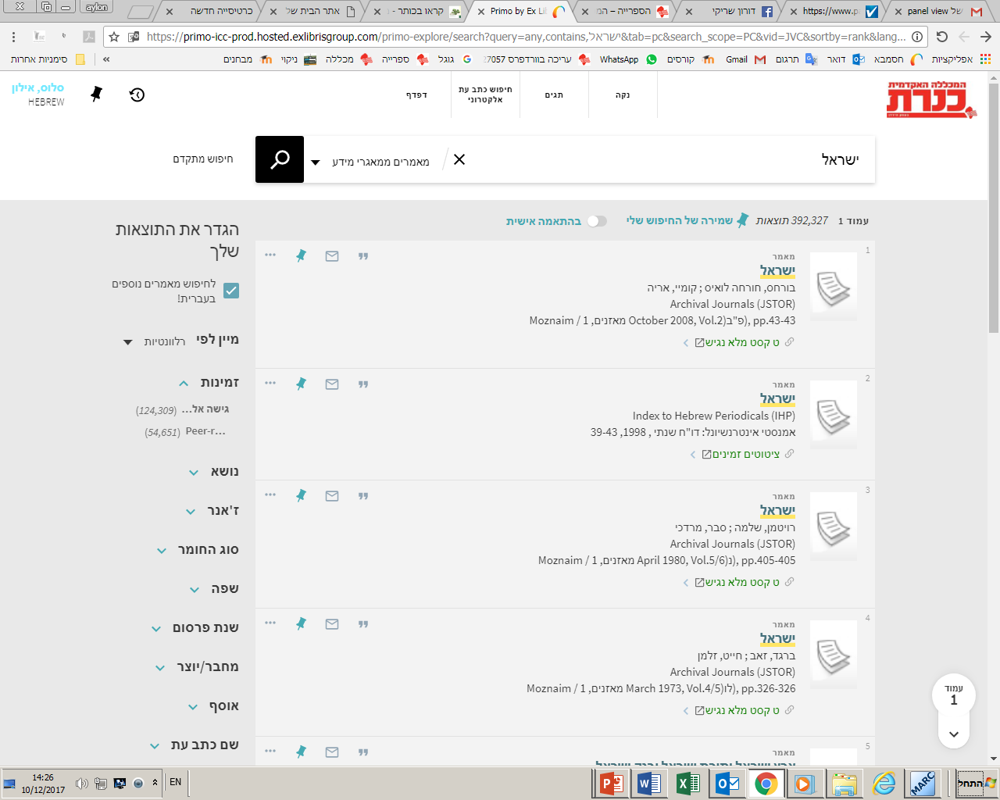 aylon
כרטיסייה חדשה
אתר הבית של
קראו בכותר -
Primo by Ex Li
הספרייה – המ
דורון שריקי
https://www.p
panel view של
https://primo-icc-prod.hosted.exlibrisgroup.com/primo-explore/search?query=any,contains,ישראל&tab=pc&search_scope=PC&vid=JVC&sortby=rank&lang...
אפליקציות
חסמבא
דואר
תרגום
Gmail
קורסים
WhatsApp
עריכה בוורדפרס 27057
ספרייה
גוגל
מכללה
ניקוי
מבחנים
»
סימניות אחרות
המכללה האקדמית
כנרת
נקה
תגים
חיפוש כתב עת אלקטרוני
דפדף
סלוס, אילון
HEBREW
ישראל
מאמרים ממאגרי מידע
חיפוש מתקדם
עמוד 1
392,327 תוצאות
שמירה של החיפוש שלי
בהתאמה אישית
1
מאמר
ישראל
בורחס, חורחה לואיס ; קומיי, אריה
Archival Journals (JSTOR)
Moznaim / מאזנים, 1 October 2008, Vol.2(פ"ב), pp.43-43
ט קסט מלא נגיש
2
מאמר
ישראל
Index to Hebrew Periodicals (IHP)
אמנסטי אינטרנשיונל: דו"ח שנתי , 1998, 39-43
ציטוטים זמינים
3
מאמר
ישראל
רויטמן, שלמה ; סבר, מרדכי
Archival Journals (JSTOR)
Moznaim / מאזנים, 1 April 1980, Vol.5/6(נ), pp.405-405
ט קסט מלא נגיש
4
מאמר
ישראל
ברגד, זאב ; חייט, זלמן
Archival Journals (JSTOR)
Moznaim / מאזנים, 1 March 1973, Vol.4/5(לו), pp.326-326
ט קסט מלא נגיש
5
מאמר
הגדר את התוצאות
שלך
לחיפוש מאמרים נוספים
בעברית!
מיין לפי
רלוונטיות
זמינות
גישה אל... (124,309)
Peer-r... (54,651)
נושא
ז'אנר
סוג החומר
שפה
שנת פרסום
מחבר/יוצר
אוסף
שם כתב עת
עמוד
1
14:26
10/12/2017
EN
MARC
התחל